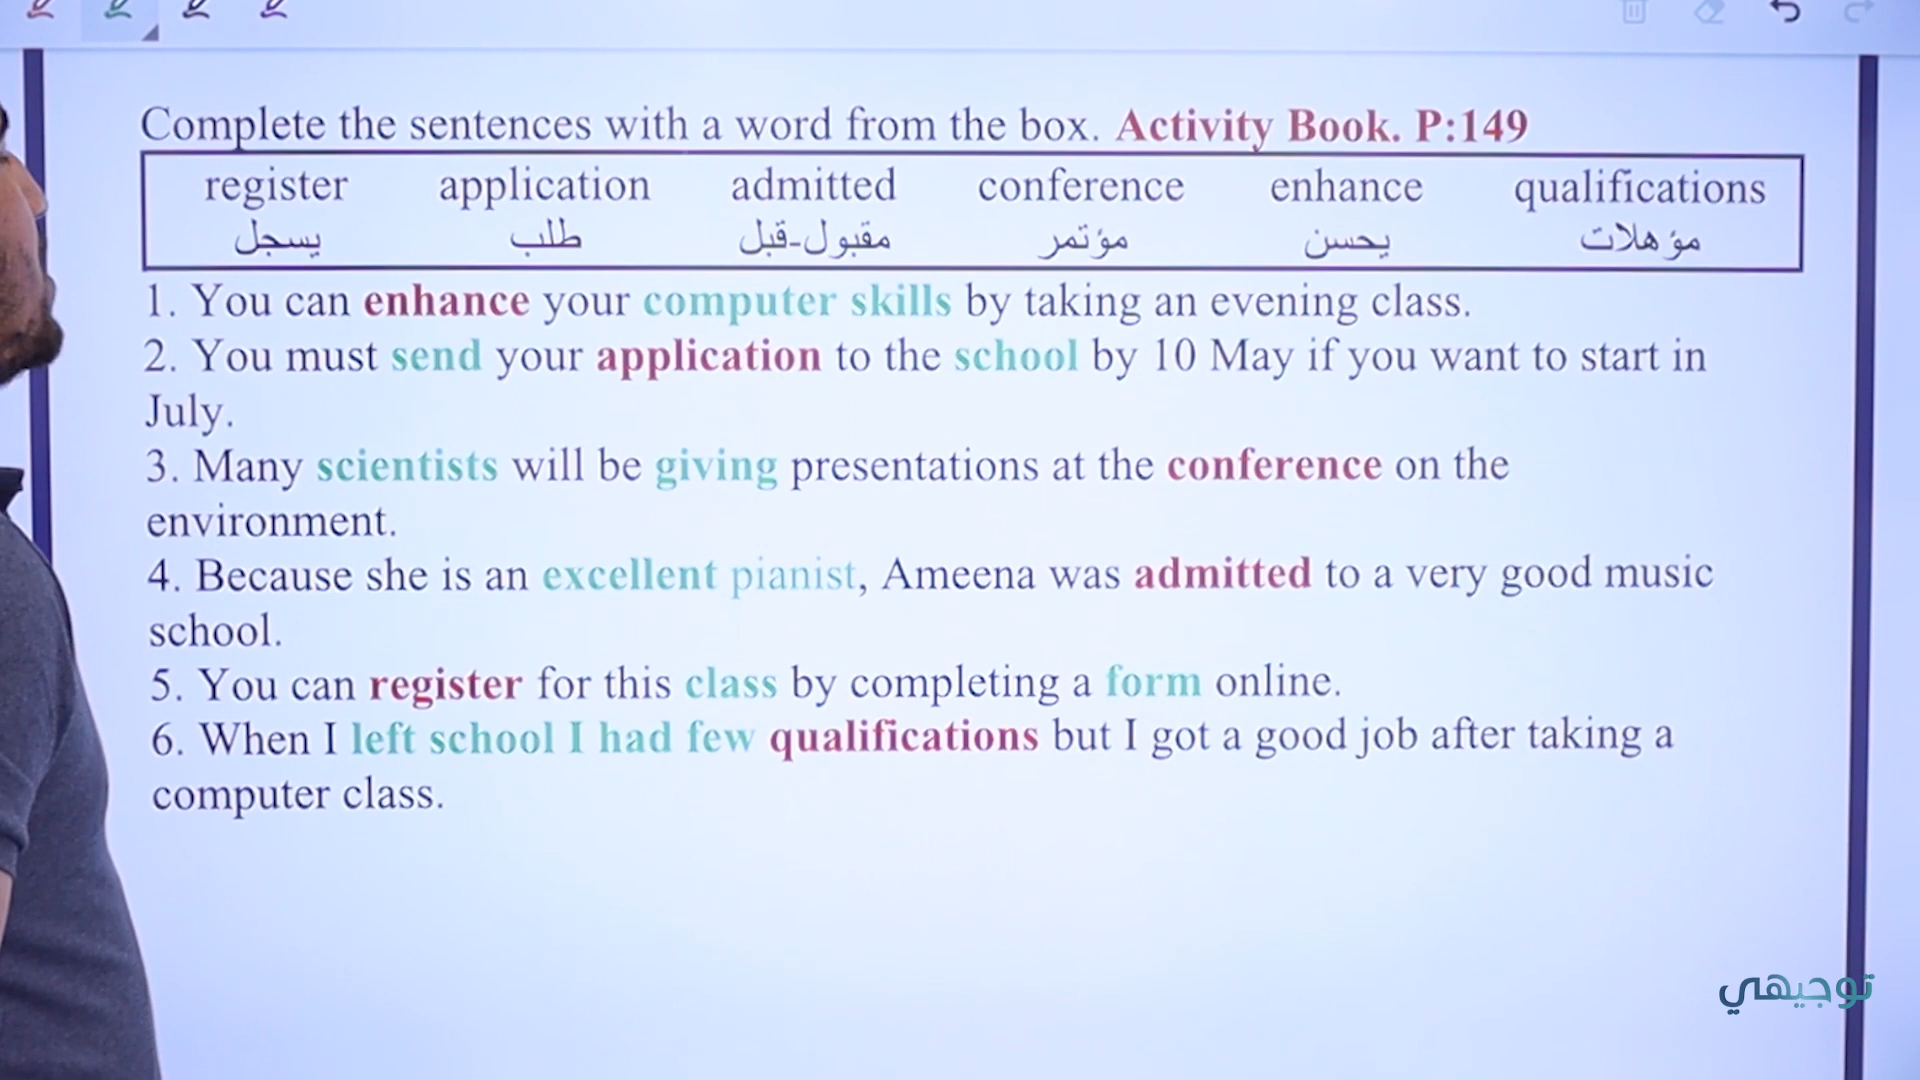 Complete the sentences with a word from the box. Activity Book. P:149
register application admitted conference enhance qualifications
يسجل طلب مقبول-قبل مؤتمر يحسن مؤهلات
1. You can enhance your computer skills by taking an evening class.
2. You must send your application to the school by 10 May if you want to start in
July.
3. Many scientists will be giving presentations at the conference on the
environment.
4. Because she is an excellent pianist, Ameena was admitted to a very good music
school.
5. You can register for this class by completing a form online.
6. When I left school I had few qualifications but I got a good job after taking a
computer class.
توجيهي